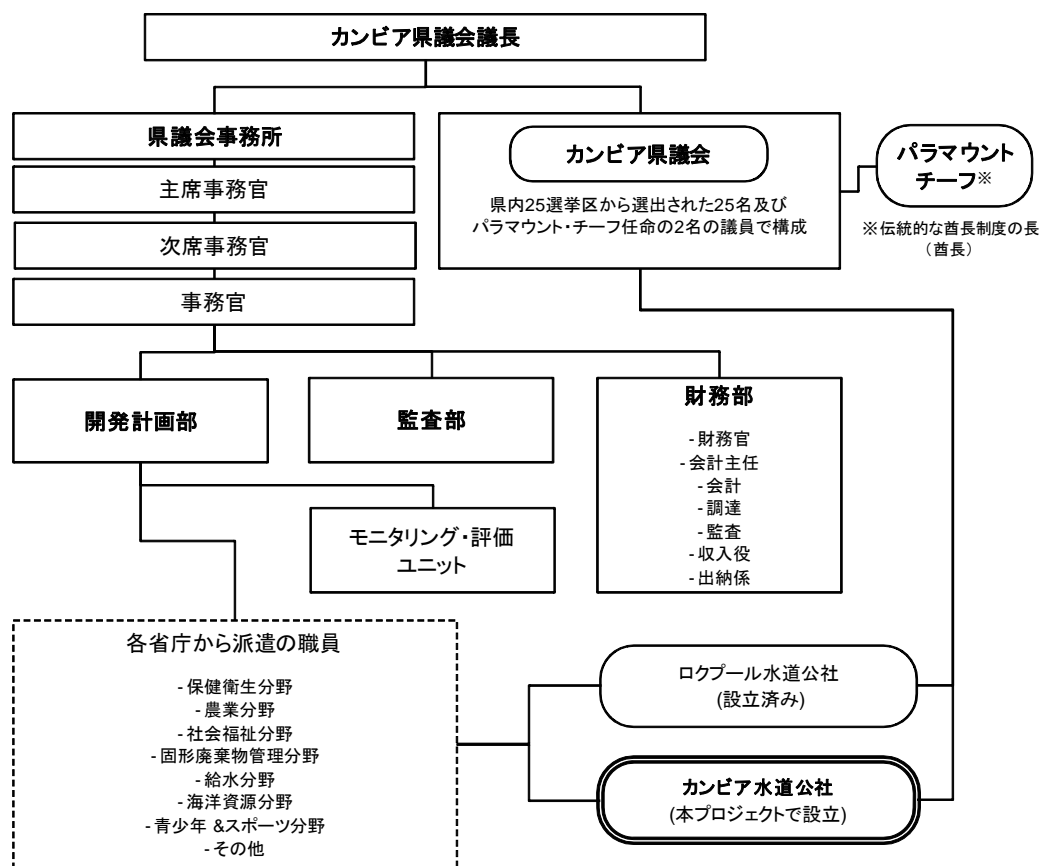 カンビア県議会議長
県議会事務所
主席事務官
次席事務官
事務官
カンビア県議会
県内25選挙区から選出された25名及び
パラマウント・チーフ任命の2名の議員で構成
パラマウント
チーフ※
※伝統的な酋長制度の長
（酋長）
開発計画部
監査部
財務部
- 財務官
- 会計主任
- 会計
- 調達
- 監査
- 収入役
- 出納係
モニタリング・評価
ユニット
各省庁から派遣の職員
- 保健衛生分野
- 農業分野
- 社会福祉分野
- 固形廃棄物管理分野
- 給水分野
- 海洋資源分野
- 青少年 &スポーツ分野
- その他
ロクプール水道公社
(設立済み)
カンビア水道公社
(本プロジェクトで設立)